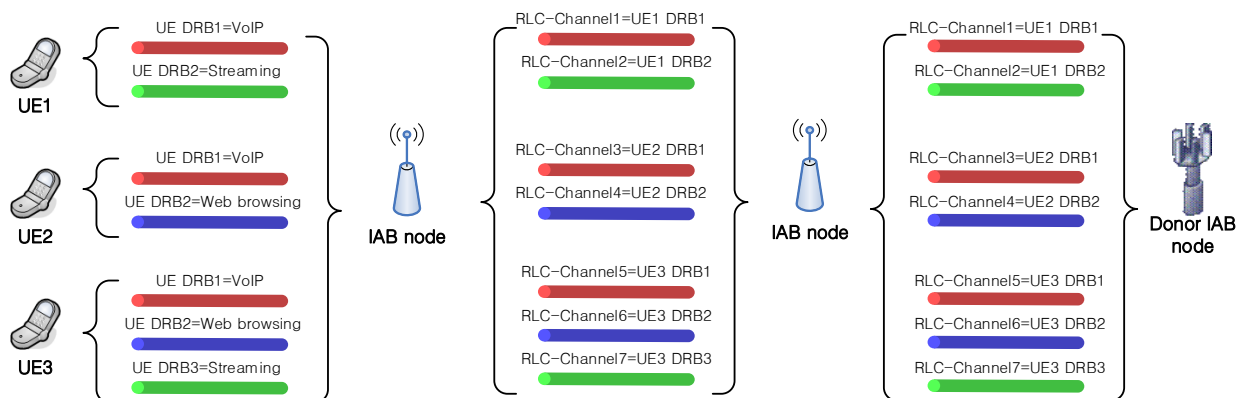 UE DRB1=VoIP
UE DRB2=Streaming
UE1
UE DRB1=VoIP
UE DRB2=Web browsing
UE2
UE DRB1=VoIP
UE DRB2=Web browsing
UE DRB3=Streaming
UE3
IAB node
RLC-Channel1=UE1 DRB1
RLC-Channel2=UE1 DRB2
RLC-Channel3=UE2 DRB1
RLC-Channel4=UE2 DRB2
RLC-Channel5=UE3 DRB1
RLC-Channel6=UE3 DRB2
RLC-Channel7=UE3 DRB3
IAB node
RLC-Channel1=UE1 DRB1
RLC-Channel2=UE1 DRB2
RLC-Channel3=UE2 DRB1
RLC-Channel4=UE2 DRB2
RLC-Channel5=UE3 DRB1
RLC-Channel6=UE3 DRB2
RLC-Channel7=UE3 DRB3
Donor IAB
node